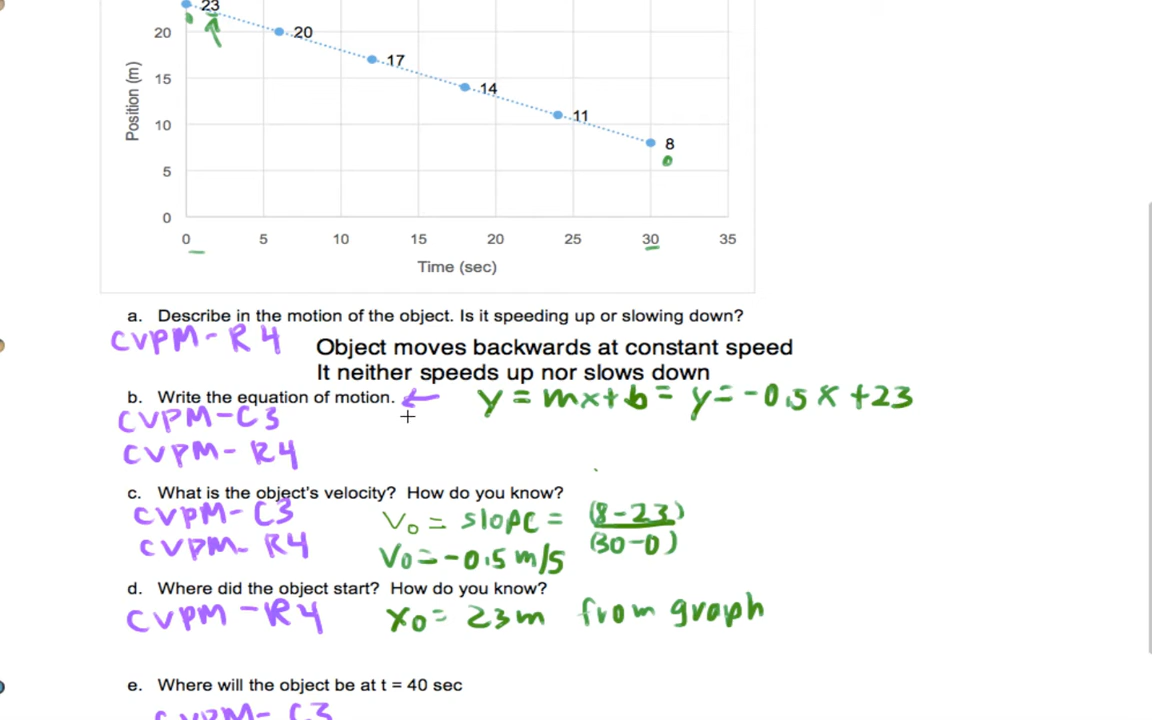 23
20
20
17
15
14
Position (m)
10
11
8
5
0
0 5 10 15 20 25 30 35
Time (sec)
a. Describe in the motion of the object. Is it speeding up or slowing down?
CVPM-R4
Object moves backwards at constant speed
It neither speeds up nor slows down
b. Write the equation of motion. ← y = mx+b = y= -0.5x +23
CVPM-C3
CVPM-R4
c. What is the object's velocity? How do you know?
CVPM-C3 V0 = slope = (8-23)
(30-0)
CVPM-R4 V0=-0.5 m/s
d. Where did the object start? How do you know?
CVPM-R4 X0= 23m from graph
e. Where will the object be at t = 40 sec
CVPM-C3